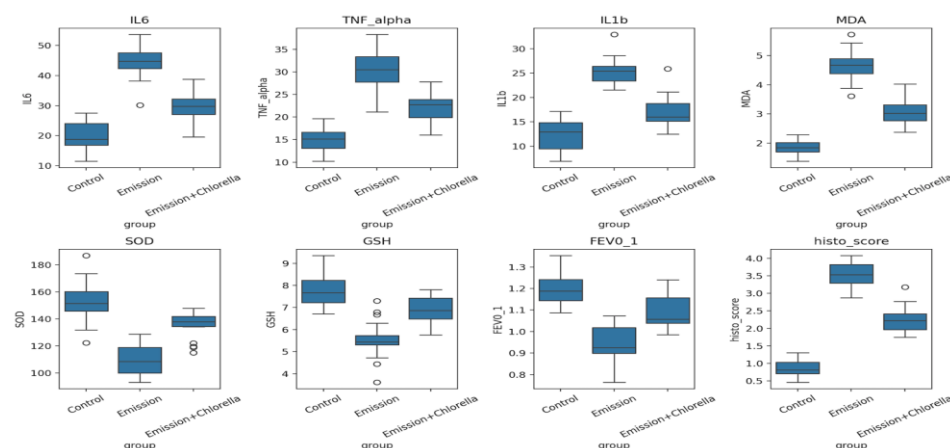 IL6
TNF_alpha
IL1b
MDA
IL6
50
40
30
20
10
Control
Emission
Emission+Chlorella
group
TNF_alpha
35
30
25
20
15
10
Control
Emission
Emission+Chlorella
group
IL1b
30
25
20
15
10
Control
Emission
Emission+Chlorella
group
MDA
5
4
3
2
Control
Emission
Emission+Chlorella
group
SOD
GSH
FEV0_1
histo_score
SOD
180
160
140
120
100
Control
Emission
Emission+Chlorella
group
GSH
9
8
7
6
5
4
Control
Emission
Emission+Chlorella
group
FEV0_1
1.3
1.2
1.1
1.0
0.9
0.8
Control
Emission
Emission+Chlorella
group
histo_score
4.0
3.5
3.0
2.5
2.0
1.5
1.0
0.5
Control
Emission
Emission+Chlorella
group